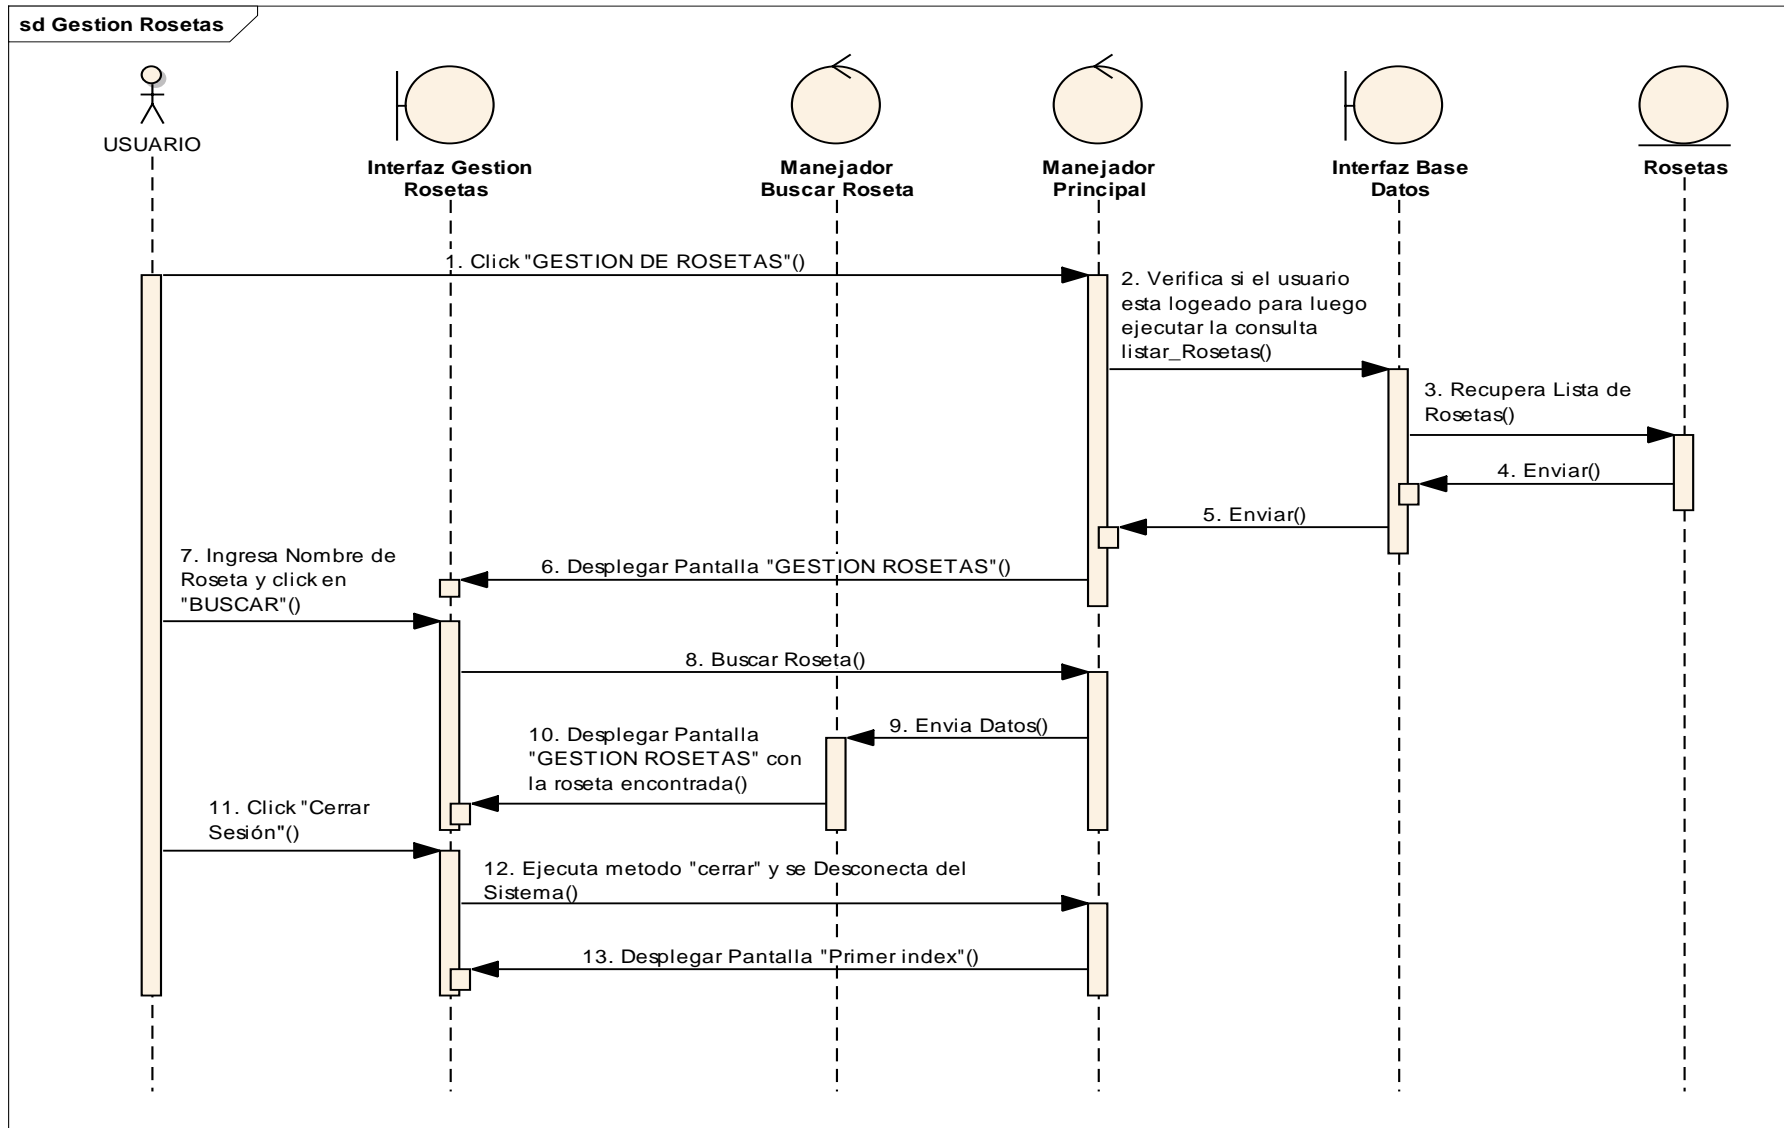 sd Gestion Rosetas
USUARIO
Interfaz Gestion
Rosetas
Manejador
Buscar Roseta
Manejador
Principal
Interfaz Base
Datos
Rosetas
1. Click "GESTION DE ROSETAS"()
2. Verifica si el usuario
esta logeado para luego
ejecutar la consulta
listar_Rosetas()
3. Recupera Lista de
Rosetas()
4. Enviar()
5. Enviar()
6. Desplegar Pantalla "GESTION ROSETAS"()
7. Ingresa Nombre de
Roseta y click en
"BUSCAR"()
8. Buscar Roseta()
9. Envia Datos()
10. Desplegar Pantalla
"GESTION ROSETAS" con
la roseta encontrada()
11. Click "Cerrar
Sesión"()
12. Ejecuta metodo "cerrar" y se Desconecta del
Sistema()
13. Desplegar Pantalla "Primer index"()